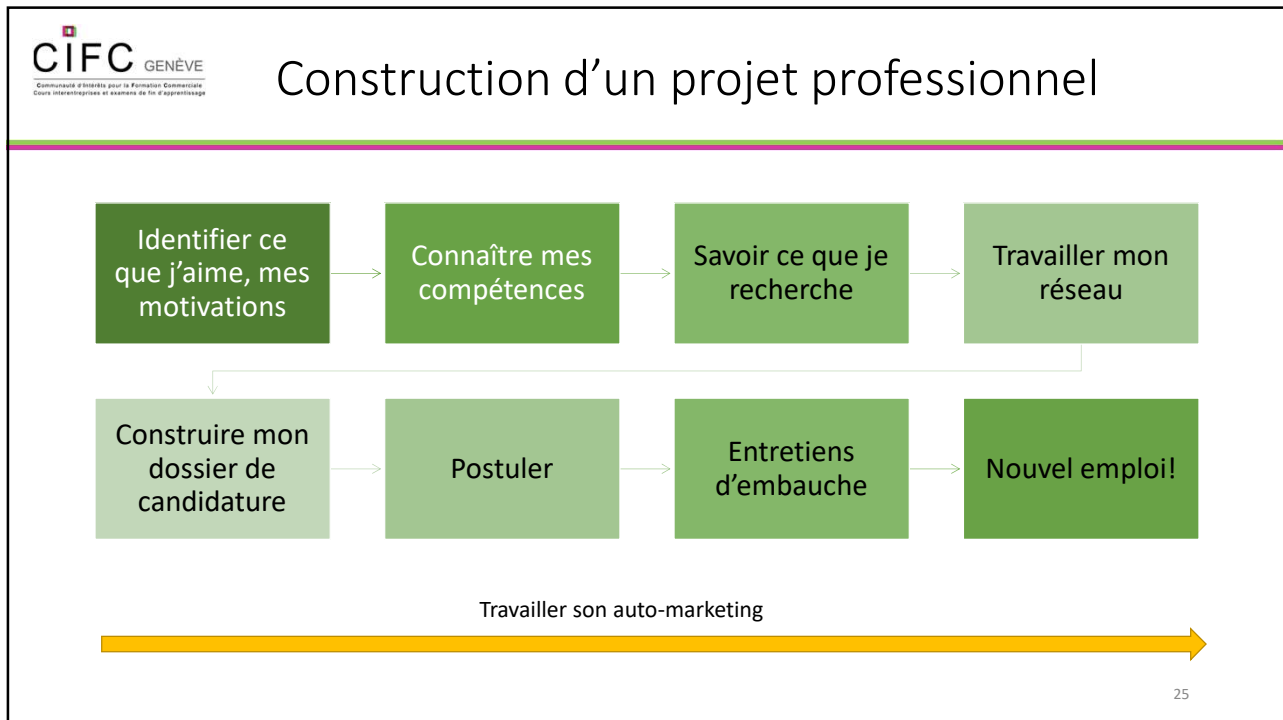 CIFC GENÈVE
Communauté d'Intérêts pour la Formation Commerciale
Cours interentreprises et examens de fin d'apprentissage
Construction d’un projet professionnel
Identifier ce
que j’aime, mes
motivations
Connaître mes
compétences
Savoir ce que je
recherche
Travailler mon
réseau
Construire mon
dossier de
candidature
Postuler
Entretiens
d’embauche
Nouvel emploi!
Travailler son auto-marketing
25